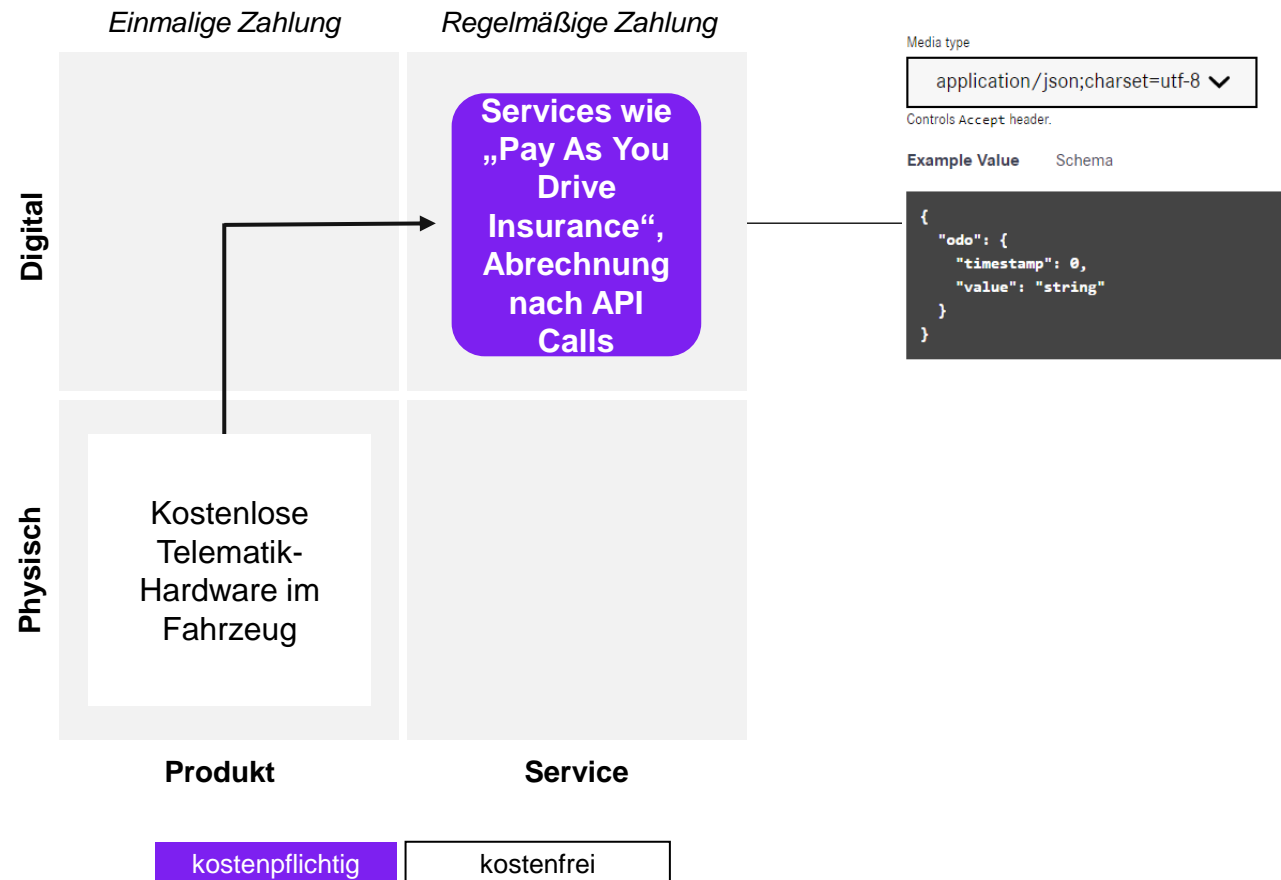 Einmalige Zahlung
Regelmäßige Zahlung
Digital
Services wie
„Pay As You
Drive
Insurance“,
Abrechnung
nach API
Calls
Physisch
Kostenlose
Telematik-
Hardware im
Fahrzeug
Produkt
Service
kostenpflichtig
kostenfrei
Media type
application/json;charset=utf-8
Controls Accept header.
Example Value
Schema
{
"odo": {
"timestamp": 0,
"value": "string"
}
}